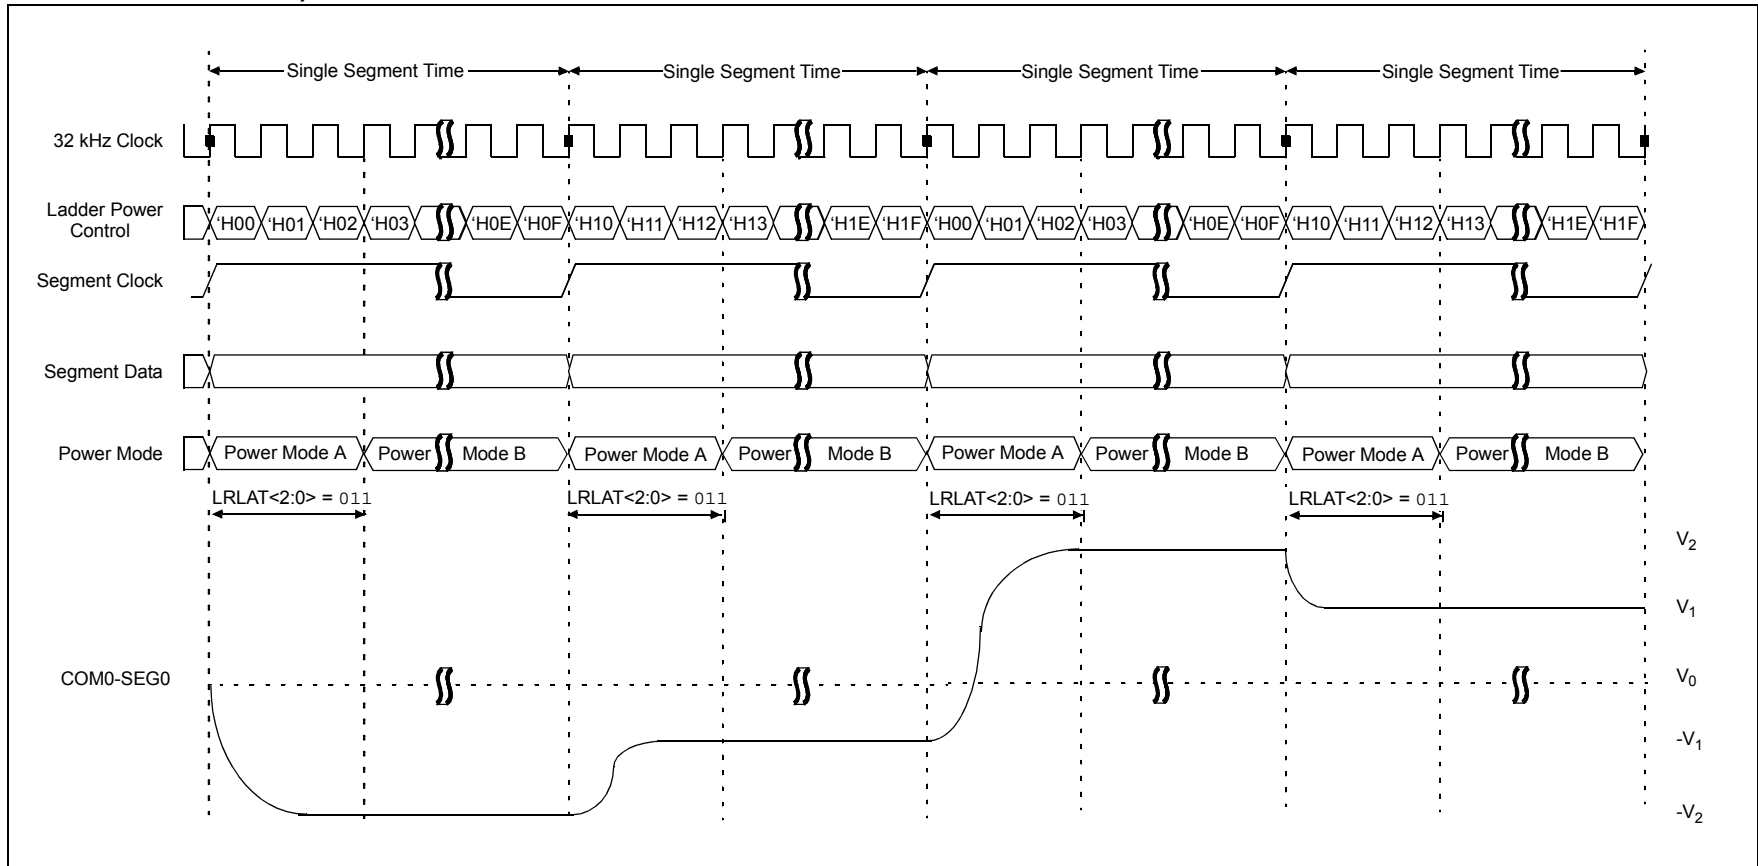 Single Segment Time Single Segment Time Single Segment Time Single Segment Time
32 kHz Clock
Ladder Power
Control
'H00 'H01 'H02 'H03 'H0E 'H0F 'H10 'H11 'H12 'H13 'H1E 'H1F 'H00 'H01 'H02 'H03 'H0E 'H0F 'H10 'H11 'H12 'H13 'H1E 'H1F
Segment Clock
Segment Data
Power Mode Power Mode A Power Mode B Power Mode A Power Mode B Power Mode A Power Mode B Power Mode A Power Mode B
LRLAT<2:0> = 011 LRLAT<2:0> = 011 LRLAT<2:0> = 011 LRLAT<2:0> = 011
V2
V1
COM0-SEG0 V0
-V1
-V2